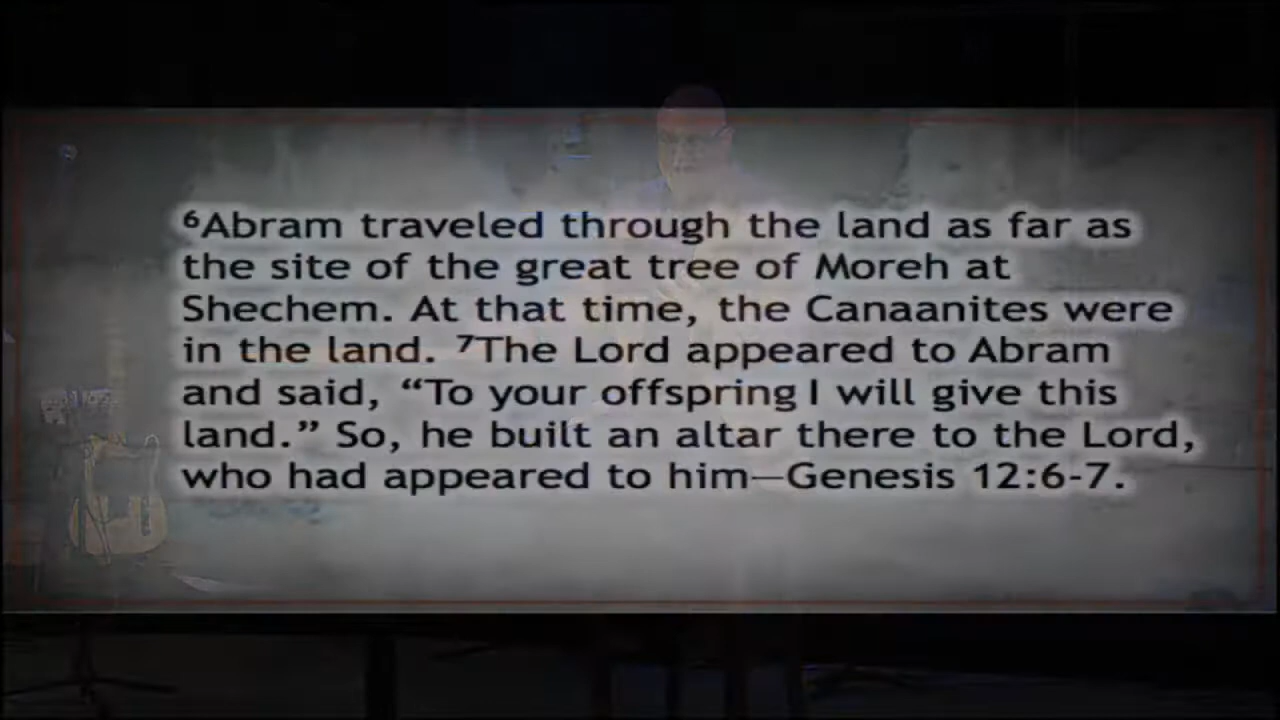 ⁶Abram traveled through the land as far as
the site of the great tree of Moreh at
Shechem. At that time, the Canaanites were
in the land. ⁷The Lord appeared to Abram
and said, “To your offspring I will give this
land.” So, he built an altar there to the Lord,
who had appeared to him—Genesis 12:6-7.